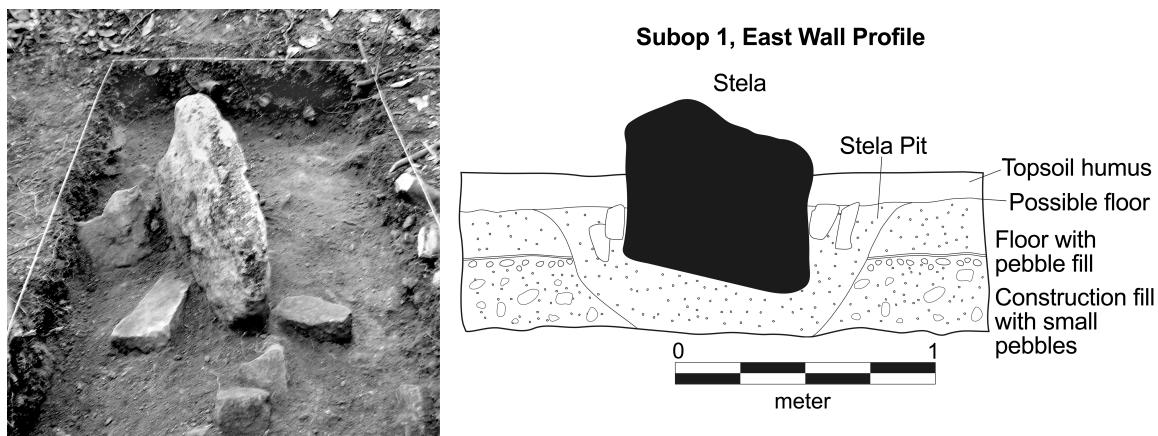 Subop 1, East Wall Profile
Stela
Stela Pit
Topsoil humus
Possible floor
Floor with
pebble fill
Construction fill
with small
pebbles
0 1
meter